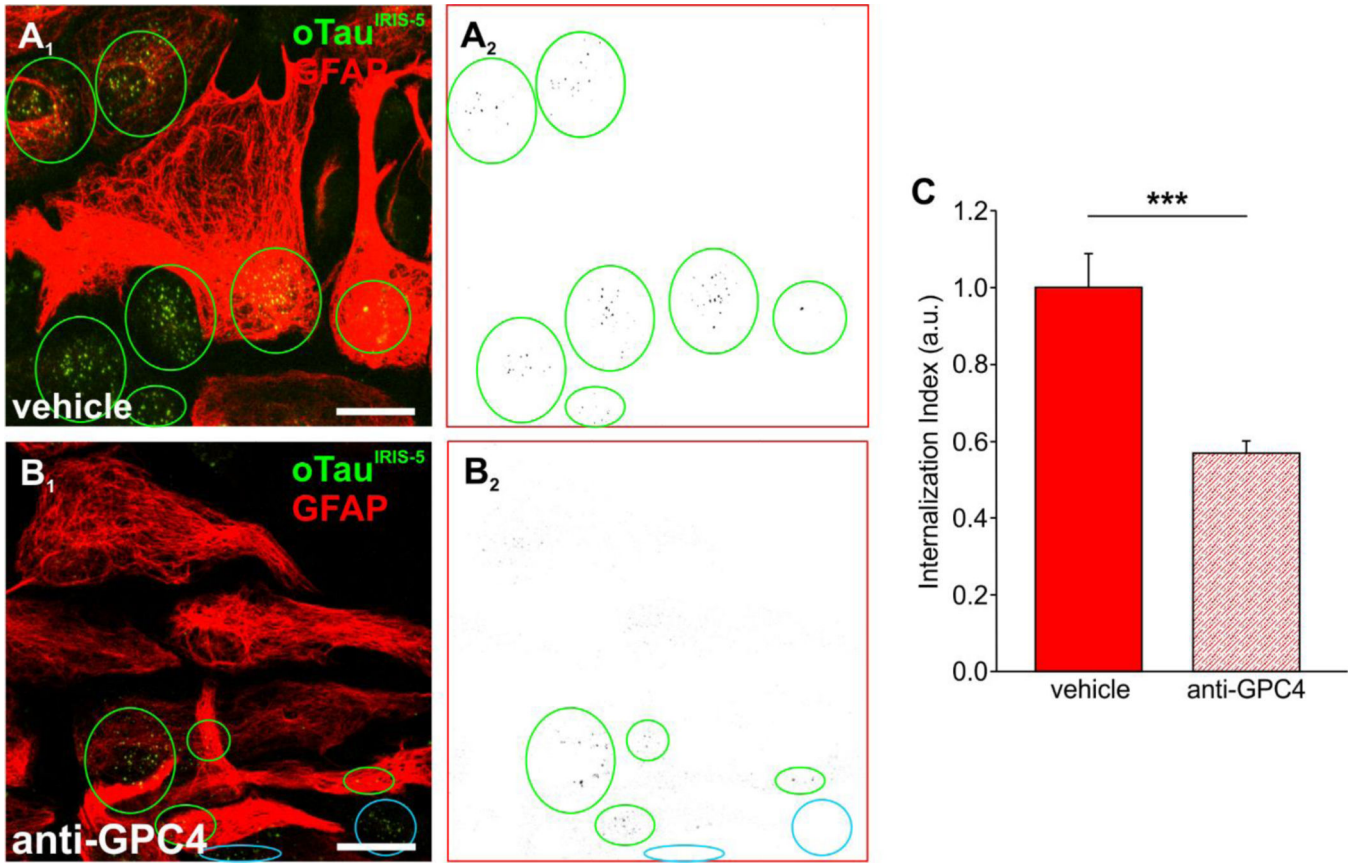 A1
oTau IRIS-5
GFAP
vehicle
A2
B1
oTau IRIS-5
GFAP
anti-GPC4
B2
C
***
Internalization Index (a.u.)
1.2
1.0
0.8
0.6
0.4
0.2
0.0
vehicle
anti-GPC4